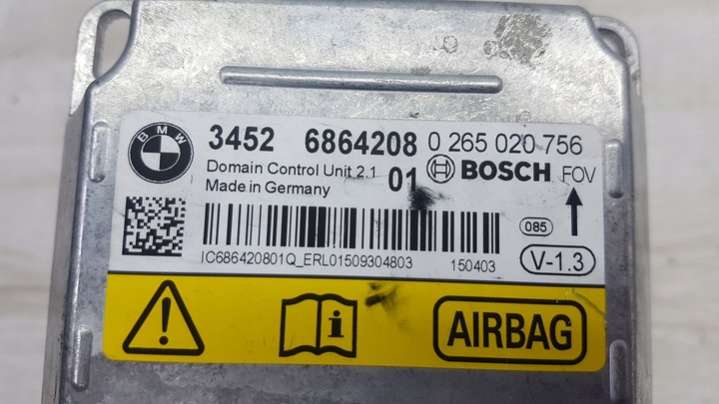 BMW
3452 6864208 0 265 020 756
Domain Control Unit 2.1 01 BOSCH FOV
Made in Germany
085
V-1.3
IC686420801Q_ERL01509304803 150403
i
AIRBAG